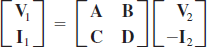 [V₁ I₁] = [A B C D][V₂ −I₂]